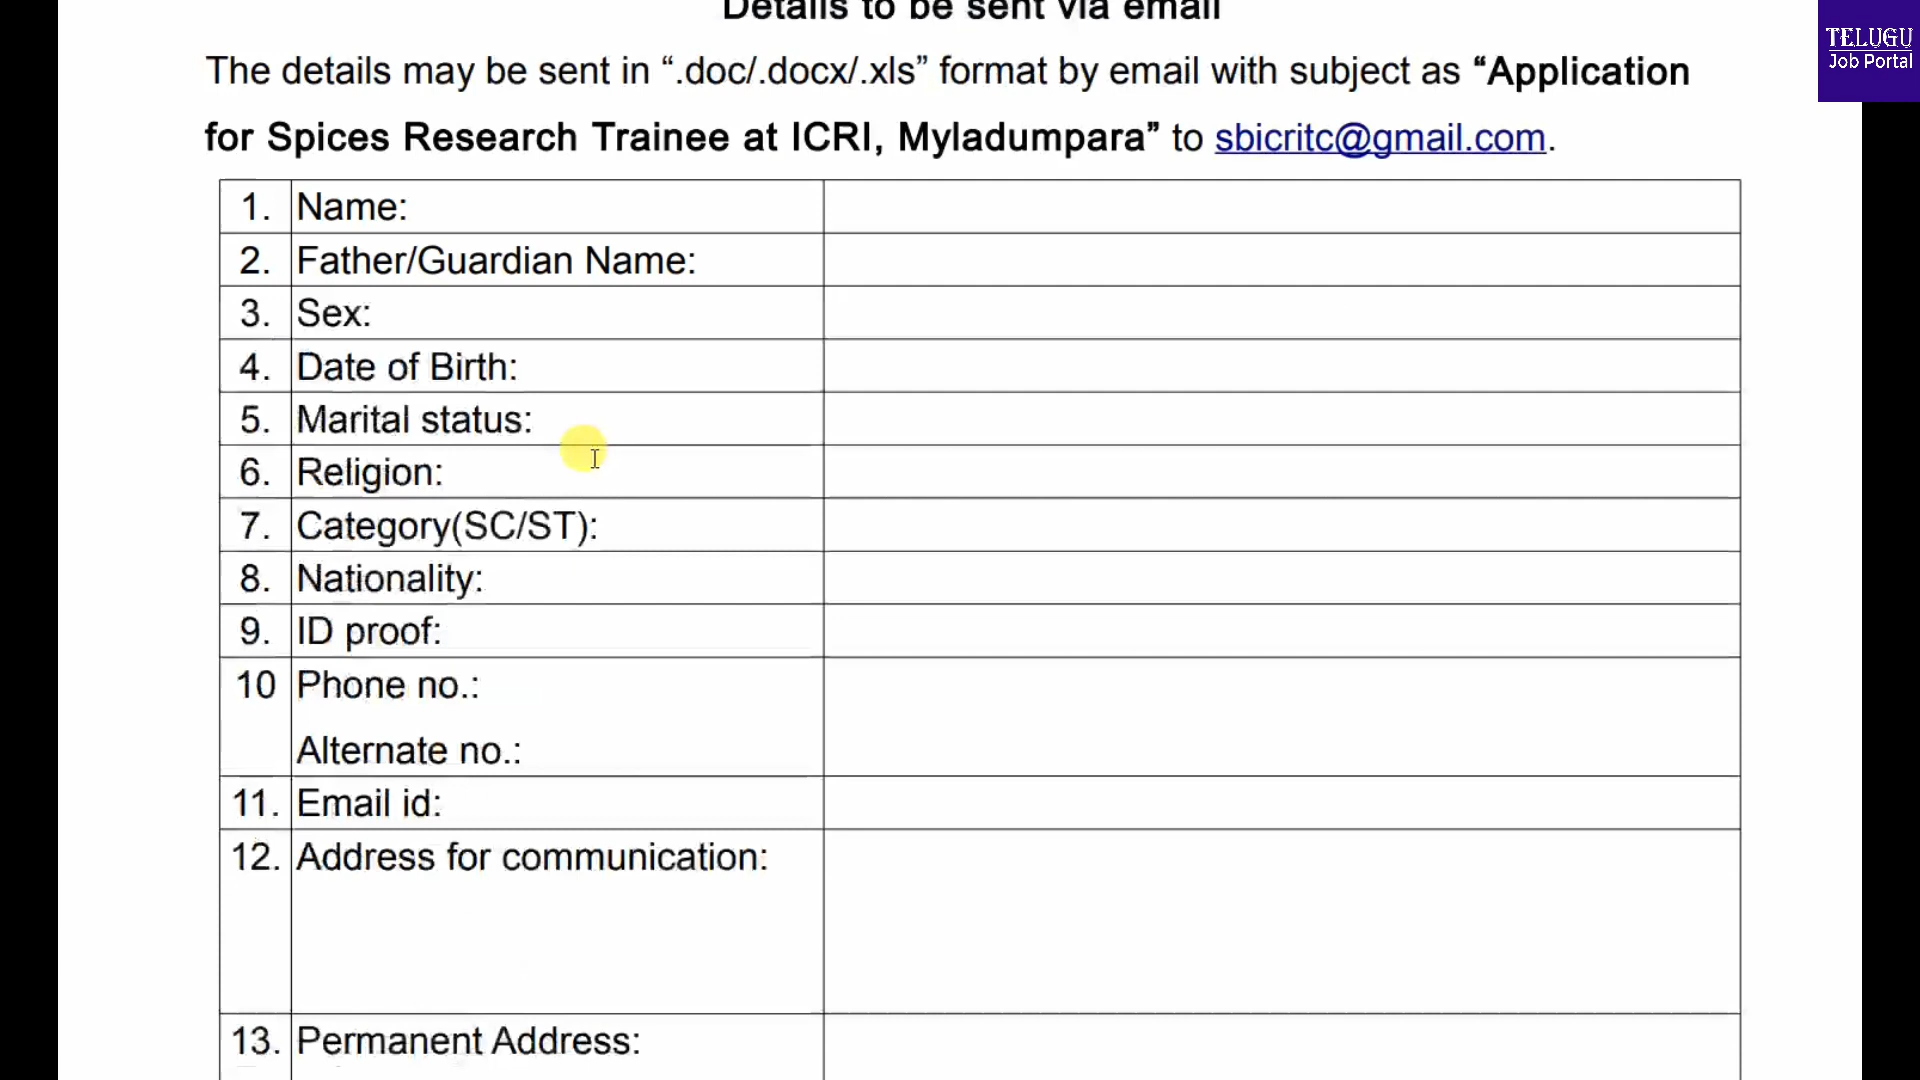 Details to be sent via email
TELUGU
Job Portal
The details may be sent in “.doc/.docx/.xls” format by email with subject as “Application
for Spices Research Trainee at ICRI, Myladumpara” to sbicritc@gmail.com.
1. Name:
2. Father/Guardian Name:
3. Sex:
4. Date of Birth:
5. Marital status:
6. Religion:
7. Category(SC/ST):
8. Nationality:
9. ID proof:
10 Phone no.:
Alternate no.:
11. Email id:
12. Address for communication:
13. Permanent Address: